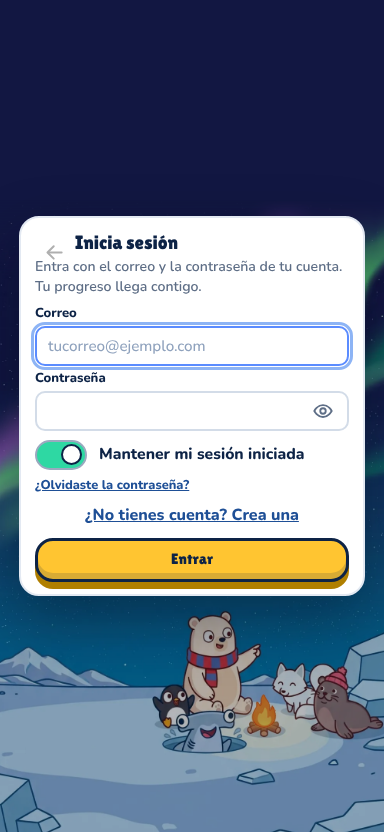 Inicia sesión
Entra con el correo y la contraseña de tu cuenta.
Tu progreso llega contigo.
Correo
tucorreo@ejemplo.com
Contraseña
Mantener mi sesión iniciada
¿Olvidaste la contraseña?
¿No tienes cuenta? Crea una
Entrar